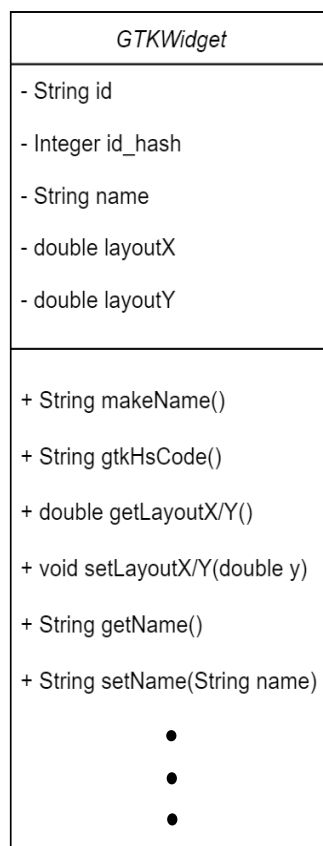 GTKWidget
- String id
- Integer id_hash
- String name
- double layoutX
- double layoutY
+ String makeName()
+ String gtkHsCode()
+ double getLayoutX/Y()
+ void setLayoutX/Y(double y)
+ String getName()
+ String setName(String name)